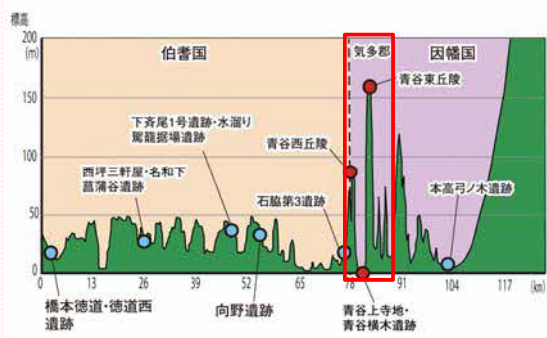 標高
200
(m)
150
100
50
0
伯耆国
気多郡
因幡国
下斉尾1号遺跡・水溜り
駕籠据場遺跡
西坪三軒屋・名和下
菖蒲谷遺跡
石脇第3遺跡
青谷西丘陵
青谷東丘陵
本高弓ノ木遺跡
0
13
26
39
52
65
78
91
104
117
(km)
橋本徳道・徳道西
遺跡
向野遺跡
青谷上寺地・
青谷横木遺跡